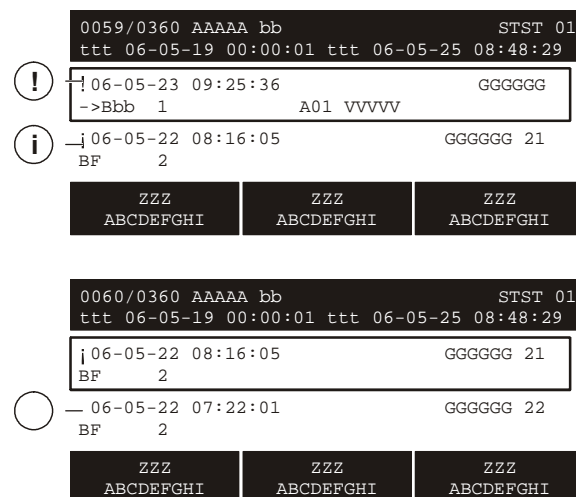 0059/0360 AAAAA bb STST 01
ttt 06-05-19 00:00:01 ttt 06-05-25 08:48:29
! !06-05-23 09:25:36 GGGGGG
->Bbb 1 A01 VVVVV
i ¡06-05-22 08:16:05 GGGGGG 21
BF 2
ZZZ ZZZ ZZZ
ABCDEFGHI ABCDEFGHI ABCDEFGHI
0060/0360 AAAAA bb STST 01
ttt 06-05-19 00:00:01 ttt 06-05-25 08:48:29
¡06-05-22 08:16:05 GGGGGG 21
BF 2
06-05-22 07:22:01 GGGGGG 22
BF 2
ZZZ ZZZ ZZZ
ABCDEFGHI ABCDEFGHI ABCDEFGHI